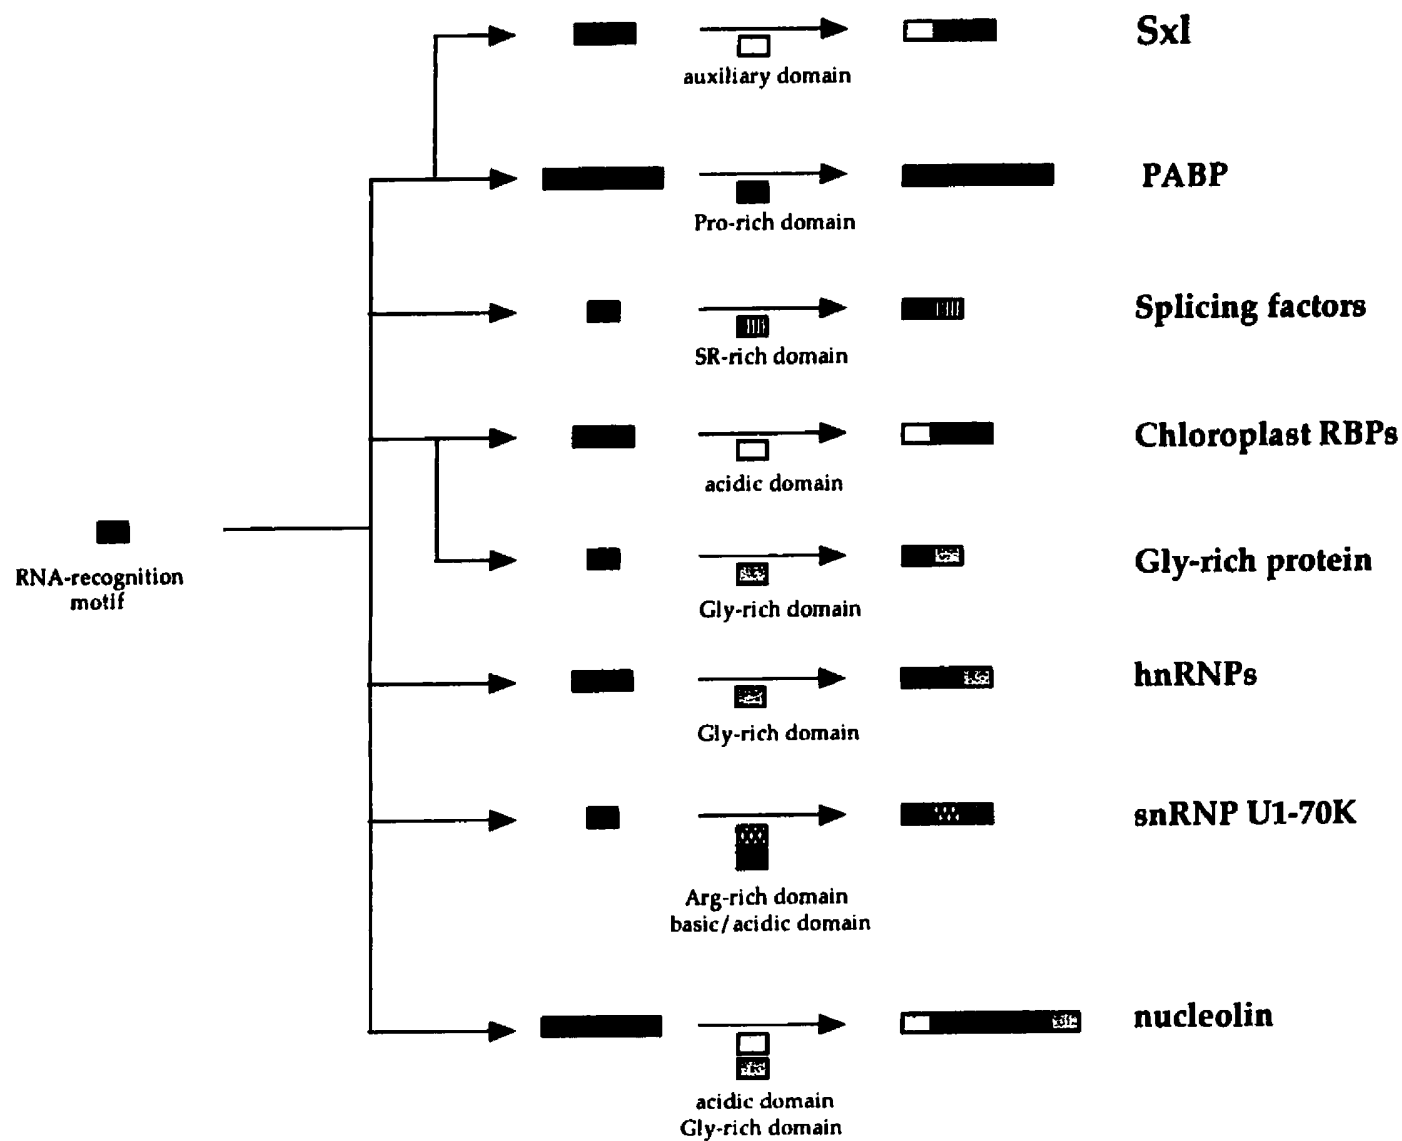 Sxl
auxiliary domain
PABP
Pro-rich domain
Splicing factors
SR-rich domain
Chloroplast RBPs
acidic domain
RNA-recognition
motif
Gly-rich protein
Gly-rich domain
hnRNPs
Gly-rich domain
snRNP U1-70K
Arg-rich domain
basic/acidic domain
nucleolin
acidic domain
Gly-rich domain